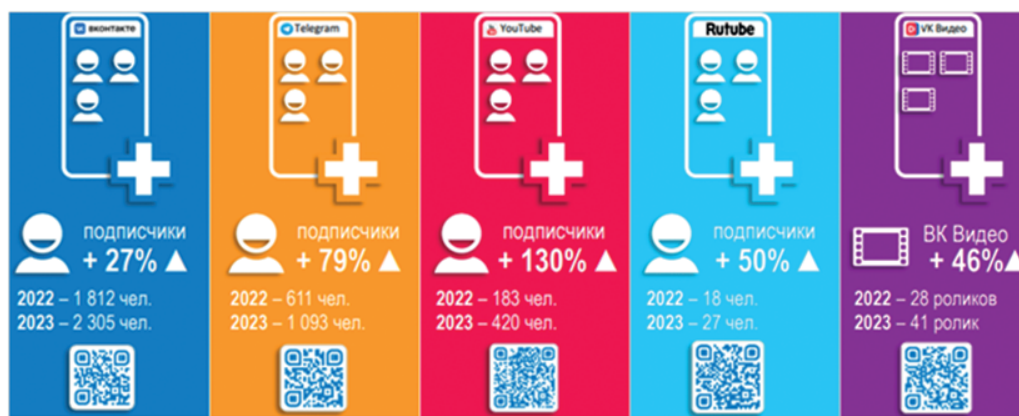 вконтакте
подписчики
+ 27%
2022 – 1 812 чел.
2023 – 2 305 чел.
Telegram
подписчики
+ 79%
2022 – 611 чел.
2023 – 1 093 чел.
YouTube
подписчики
+ 130%
2022 – 183 чел.
2023 – 420 чел.
Rutube
подписчики
+ 50%
2022 – 18 чел.
2023 – 27 чел.
VK Видео
ВК Видео
+ 46%
2022 – 28 роликов
2023 – 41 ролик